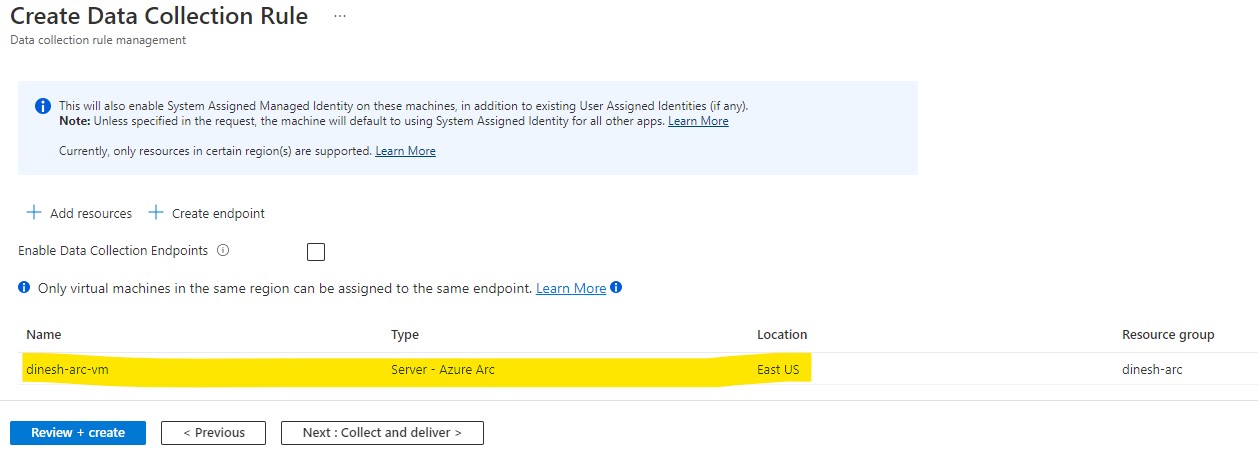 Create Data Collection Rule ...
Data collection rule management
This will also enable System Assigned Managed Identity on these machines, in addition to existing User Assigned Identities (if any).
Note: Unless specified in the request, the machine will default to using System Assigned Identity for all other apps. Learn More
Currently, only resources in certain region(s) are supported. Learn More
+ Add resources + Create endpoint
Enable Data Collection Endpoints
Only virtual machines in the same region can be assigned to the same endpoint. Learn More
Name Type Location Resource group
dinesh-arc-vm Server - Azure Arc East US dinesh-arc
Review + create < Previous Next : Collect and deliver >